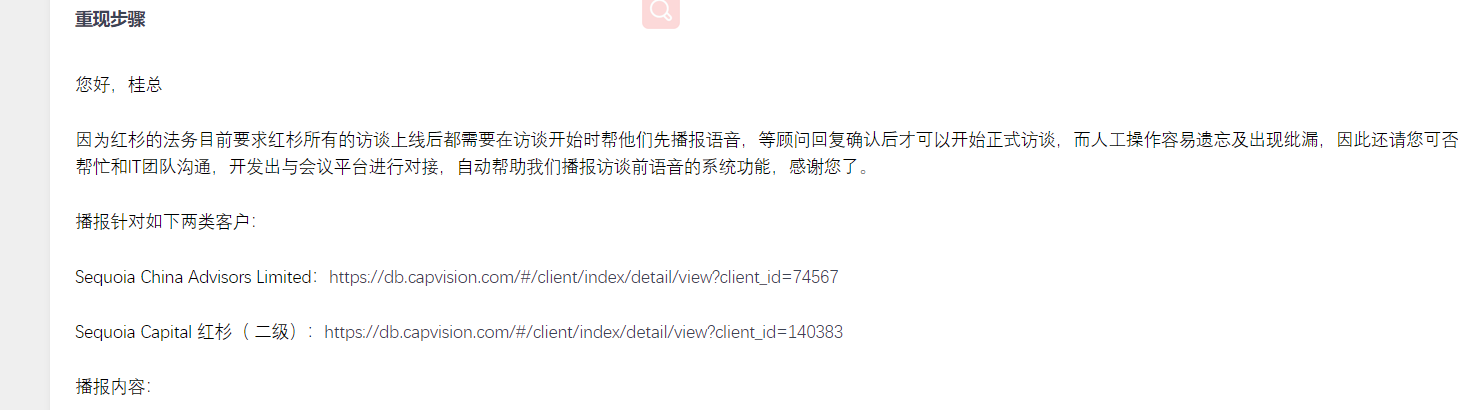 重现步骤
您好，桂总
因为红杉的法务目前要求红杉所有的访谈上线后都需要在访谈开始时帮他们先播报语音，等顾问回复确认后才可以开始正式访谈，而人工操作容易遗忘及出现纰漏，因此还请您可否
帮忙和IT团队沟通，开发出与会议平台进行对接，自动帮助我们播报访谈前语音的系统功能，感谢您了。
播报针对如下两类客户：
Sequoia China Advisors Limited：https://db.capvision.com/#/client/index/detail/view?client_id=74567
Sequoia Capital 红杉（ 二级）：https://db.capvision.com/#/client/index/detail/view?client_id=140383
播报内容：